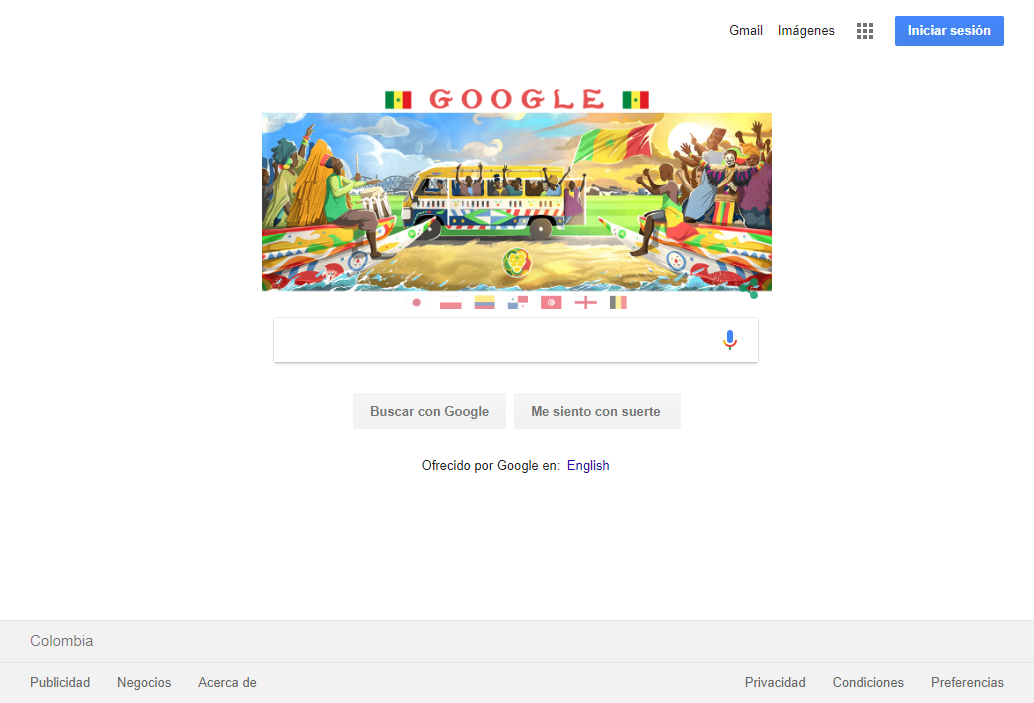 Gmail Imágenes Iniciar sesión
GOOGLE
Buscar con Google Me siento con suerte
Ofrecido por Google en: English
Colombia
Publicidad Negocios Acerca de Privacidad Condiciones Preferencias